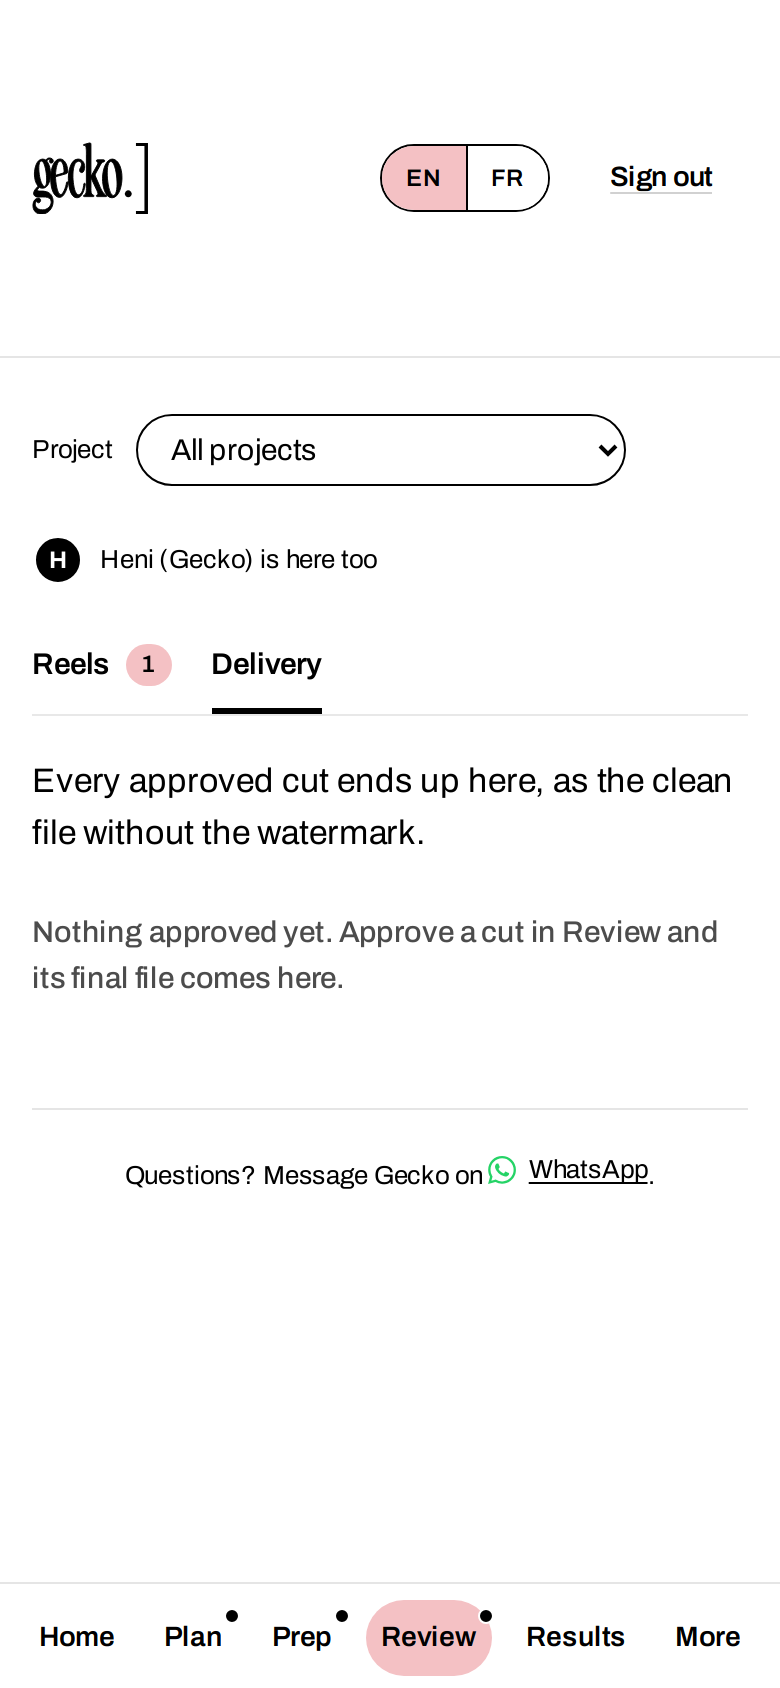 gecko.]
EN FR Sign out
Project All projects
H Heni (Gecko) is here too
Reels 1 Delivery
Every approved cut ends up here, as the clean
file without the watermark.
Nothing approved yet. Approve a cut in Review and
its final file comes here.
Questions? Message Gecko on WhatsApp.
Home Plan Prep Review Results More